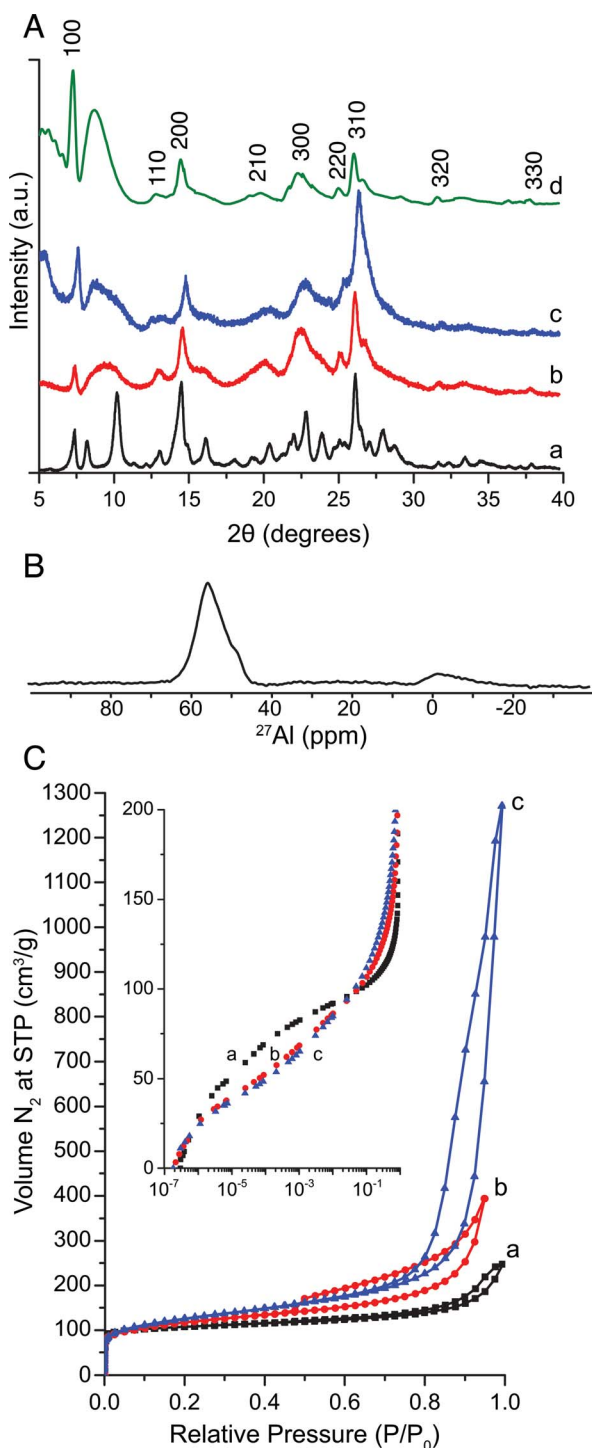 A
100
110
200
210
300
220
310
320
330
d
c
b
a
Intensity (a.u.)
5 10 15 20 25 30 35 40
2θ (degrees)
B
80 60 40 20 0 -20
²⁷Al (ppm)
C
1300
1200
1100
1000
900
800
700
600
500
400
300
200
100
0
Volume N₂ at STP (cm³/g)
200
150
100
50
0
a b c
10⁻⁷ 10⁻⁵ 10⁻³ 10⁻¹
c
b
a
0.0 0.2 0.4 0.6 0.8 1.0
Relative Pressure (P/P₀)